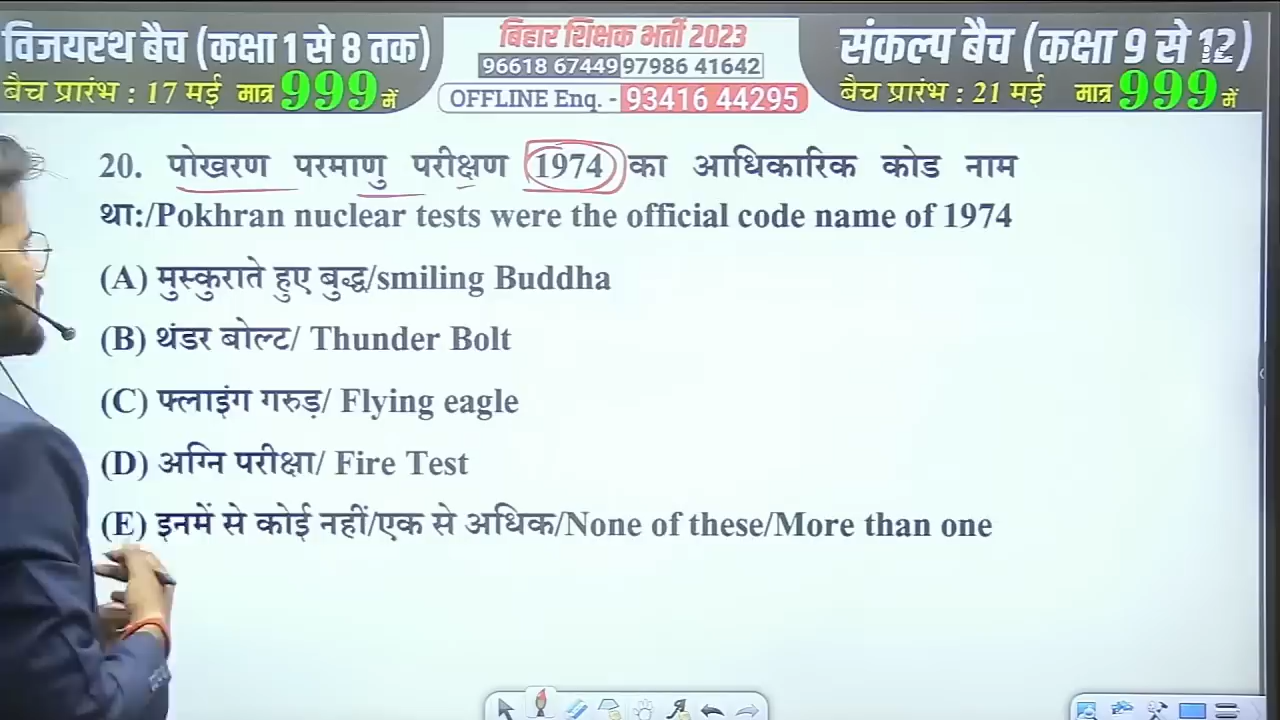 विजयरथ बैच (कक्षा 1 से 8 तक)
बैच प्रारंभ : 17 मई मात्र 999 में
बिहार शिक्षक भर्ती 2023
96618 67449 97986 41642
OFFLINE Enq. - 93416 44295
संकल्प बैच (कक्षा 9 से 12)
बैच प्रारंभ : 21 मई मात्र 999 में
20. पोखरण परमाणु परीक्षण 1974 का आधिकारिक कोड नाम
था:/Pokhran nuclear tests were the official code name of 1974
(A) मुस्कुराते हुए बुद्ध/smiling Buddha
(B) थंडर बोल्ट/ Thunder Bolt
(C) फ्लाइंग गरुड़/ Flying eagle
(D) अग्नि परीक्षा/ Fire Test
(E) इनमें से कोई नहीं/एक से अधिक/None of these/More than one